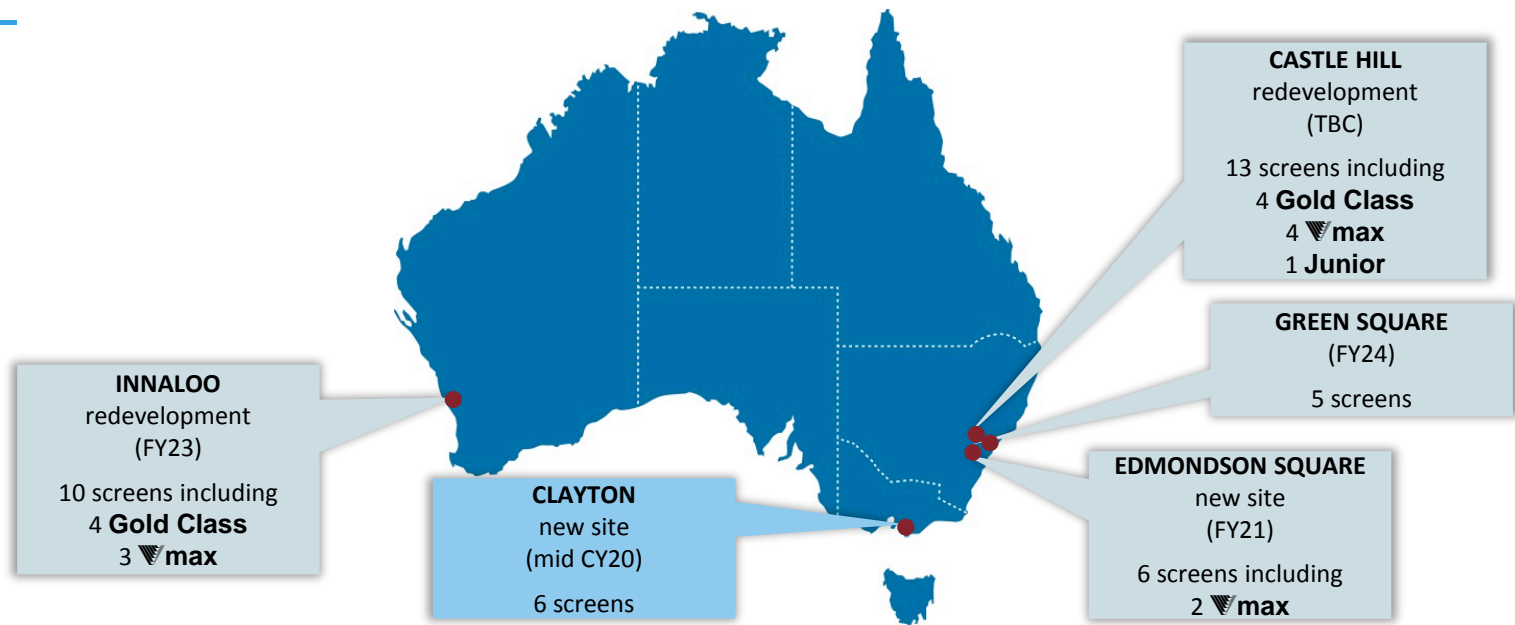 CASTLE HILL
redevelopment
(TBC)
13 screens including
4 Gold Class
4 Vmax
1 Junior
GREEN SQUARE
(FY24)
5 screens
INNALOO
redevelopment
(FY23)
10 screens including
4 Gold Class
3 Vmax
CLAYTON
new site
(mid CY20)
6 screens
EDMONDSON SQUARE
new site
(FY21)
6 screens including
2 Vmax